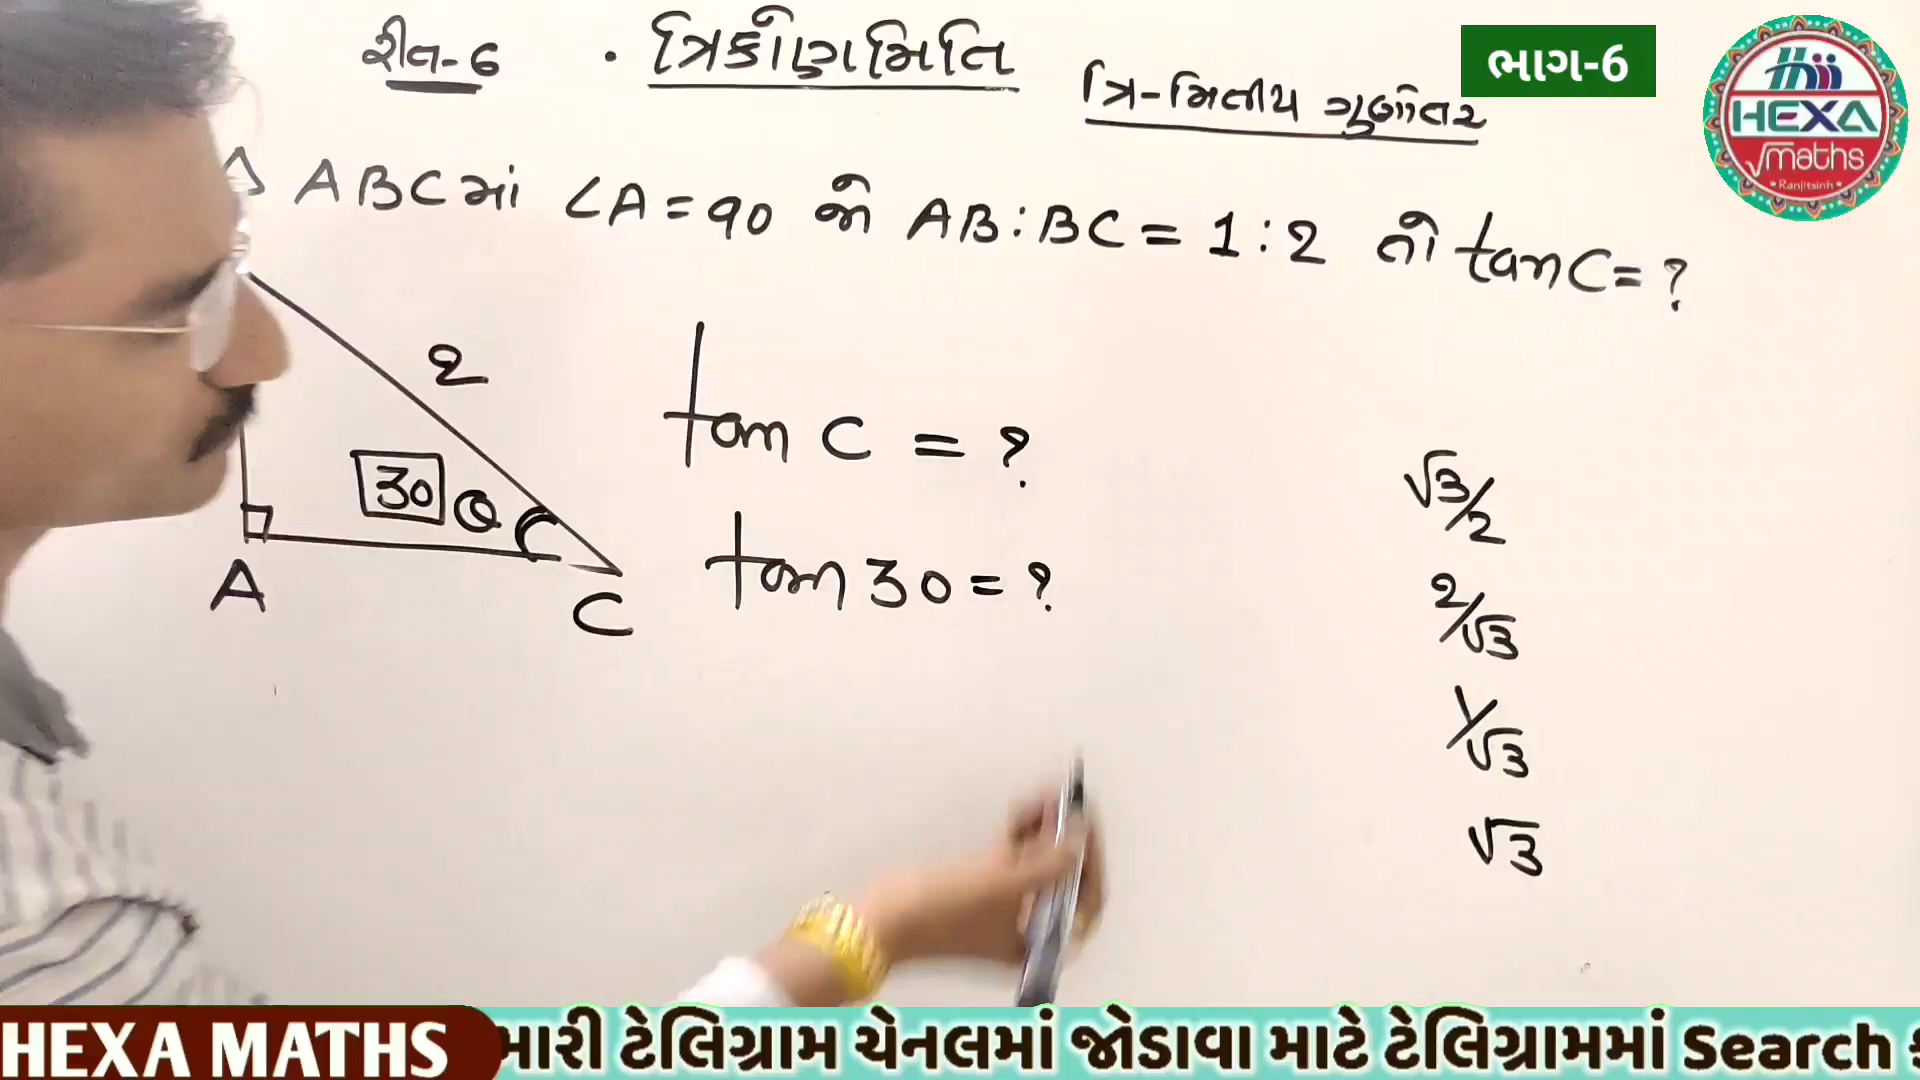 રીત-6 . ત્રિકોણમિતિ
ત્રિ-મિતીય ગુણોતર
ભાગ-6
HEXA
√maths
• Ranjitsinh •
△ ABC માં ∠A = 90 જો AB : BC = 1 : 2 તો tan C = ?
2
30 θ
A
C
tan C = ?
tan 30 = ?
√3/2
2/√3
1/√3
√3
HEXA MATHS
મારી ટેલિગ્રામ ચેનલમાં જોડાવા માટે ટેલિગ્રામમાં Search